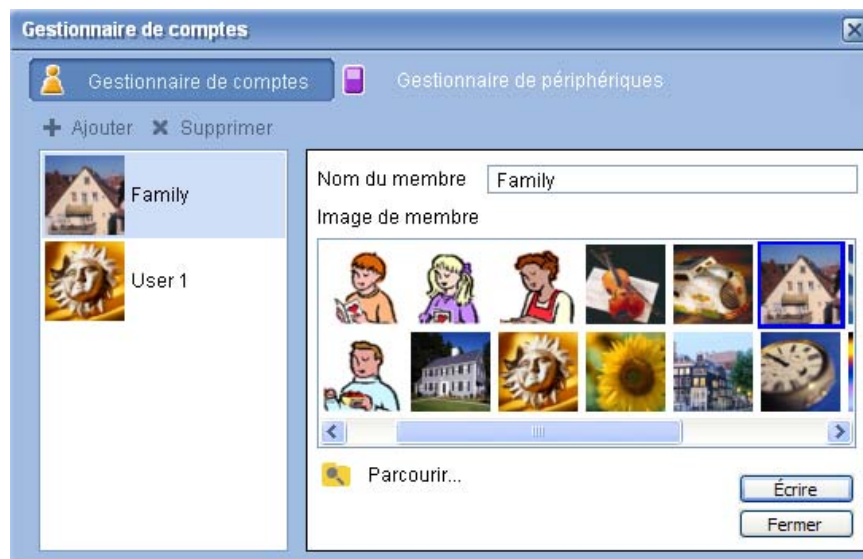 Gestionnaire de comptes
Gestionnaire de comptes Gestionnaire de périphériques
Ajouter Supprimer
Family
User 1
Nom du membre Family
Image de membre
Parcourir...
Écrire
Fermer